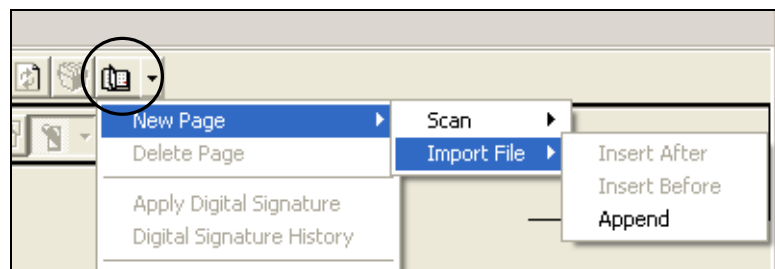 New Page
Scan
Delete Page
Import File
Insert After
Insert Before
Apply Digital Signature
Append
Digital Signature History